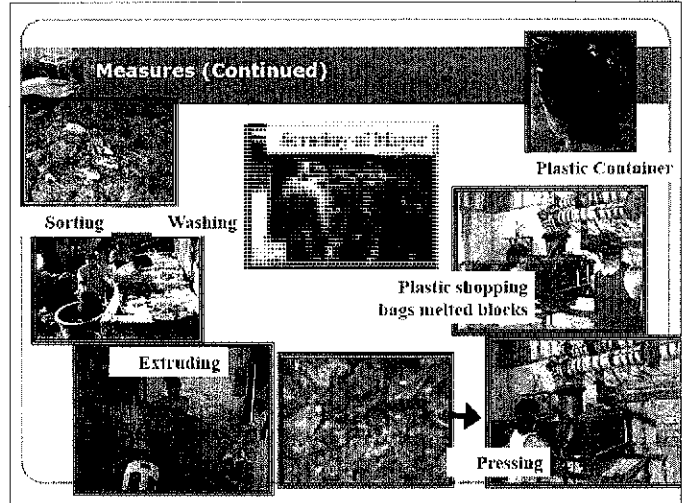 Measures (Continued)
Plastic Container
Sorting
Washing
Plastic shopping
bags melted blocks
Extruding
Pressing